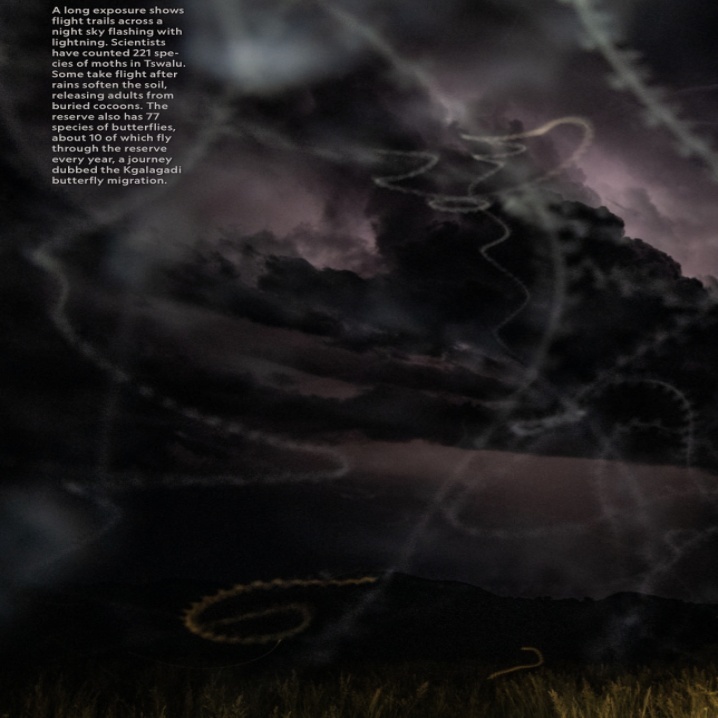 A long exposure shows
flight trails across a
night sky flashing with
lightning. Scientists
have counted 221 spe-
cies of moths in Tswalu.
Some take flight after
rains soften the soil,
releasing adults from
buried cocoons. The
reserve also has 77
species of butterflies,
about 10 of which fly
through the reserve
every year, a journey
dubbed the Kgalagadi
butterfly migration.